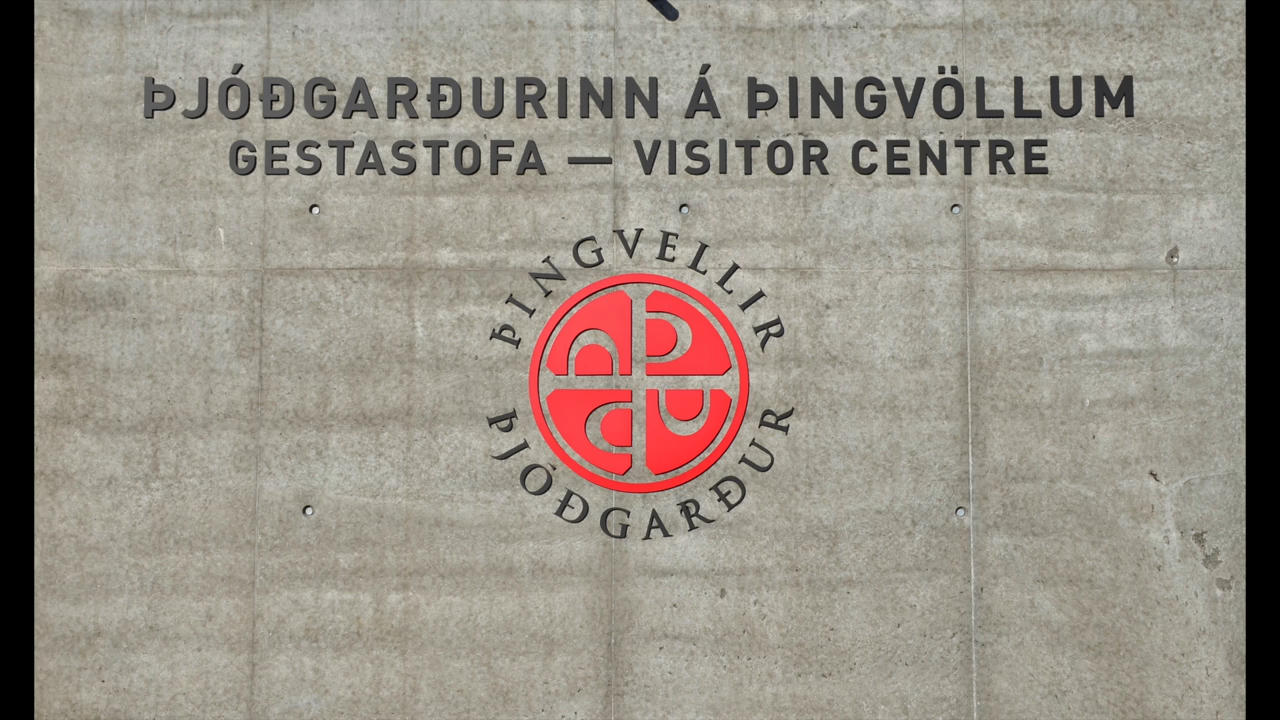 ÞJÓÐGARÐURINN Á ÞINGVÖLLUM
GESTASTOFA — VISITOR CENTRE
ÞINGVELLIR
ÞJÓÐGARÐUR